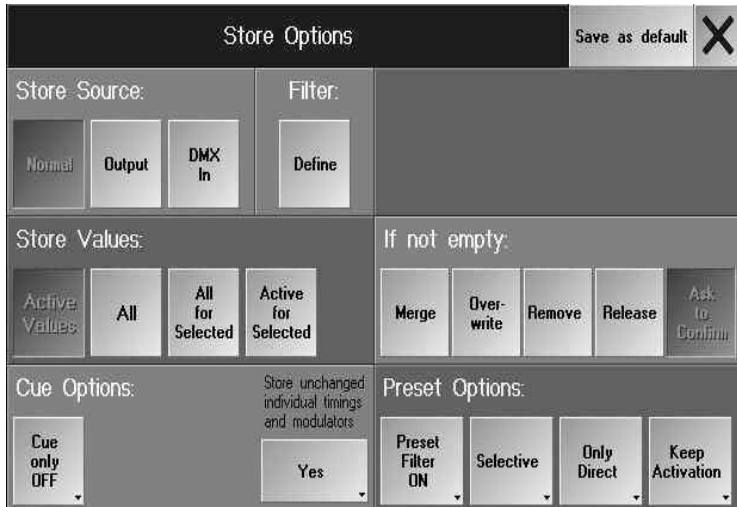 Store Options
Save as default
Store Source:
Filter:
Normal
Output
DMX
In
Define
Store Values:
If not empty:
Active
Values
All
All
for
Selected
Active
for
Selected
Merge
Over-
write
Remove
Release
Ask
to
Confirm
Cue Options:
Store unchanged
individual timings
and modulators
Preset Options:
Cue
only
OFF
Yes
Preset
Filter
ON
Selective
Only
Direct
Keep
Activation